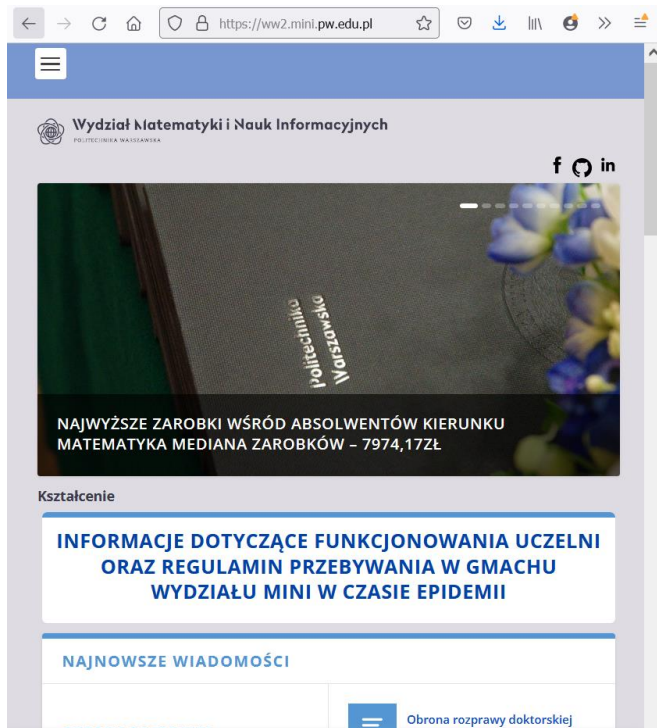 https://ww2.mini.pw.edu.pl
Wydział Matematyki i Nauk Informacyjnych
POLITECHNIKA WARSZAWSKA
f in
Politechnika
Warszawska
NAJWYŻSZE ZAROBKI WŚRÓD ABSOLWENTÓW KIERUNKU
MATEMATYKA MEDIANA ZAROBKÓW – 7974,17ZŁ
Kształcenie
INFORMACJE DOTYCZĄCE FUNKCJONOWANIA UCZELNI
ORAZ REGULAMIN PRZEBYWANIA W GMACHU
WYDZIAŁU MINI W CZASIE EPIDEMII
NAJNOWSZE WIADOMOŚCI
Obrona rozprawy doktorskiej